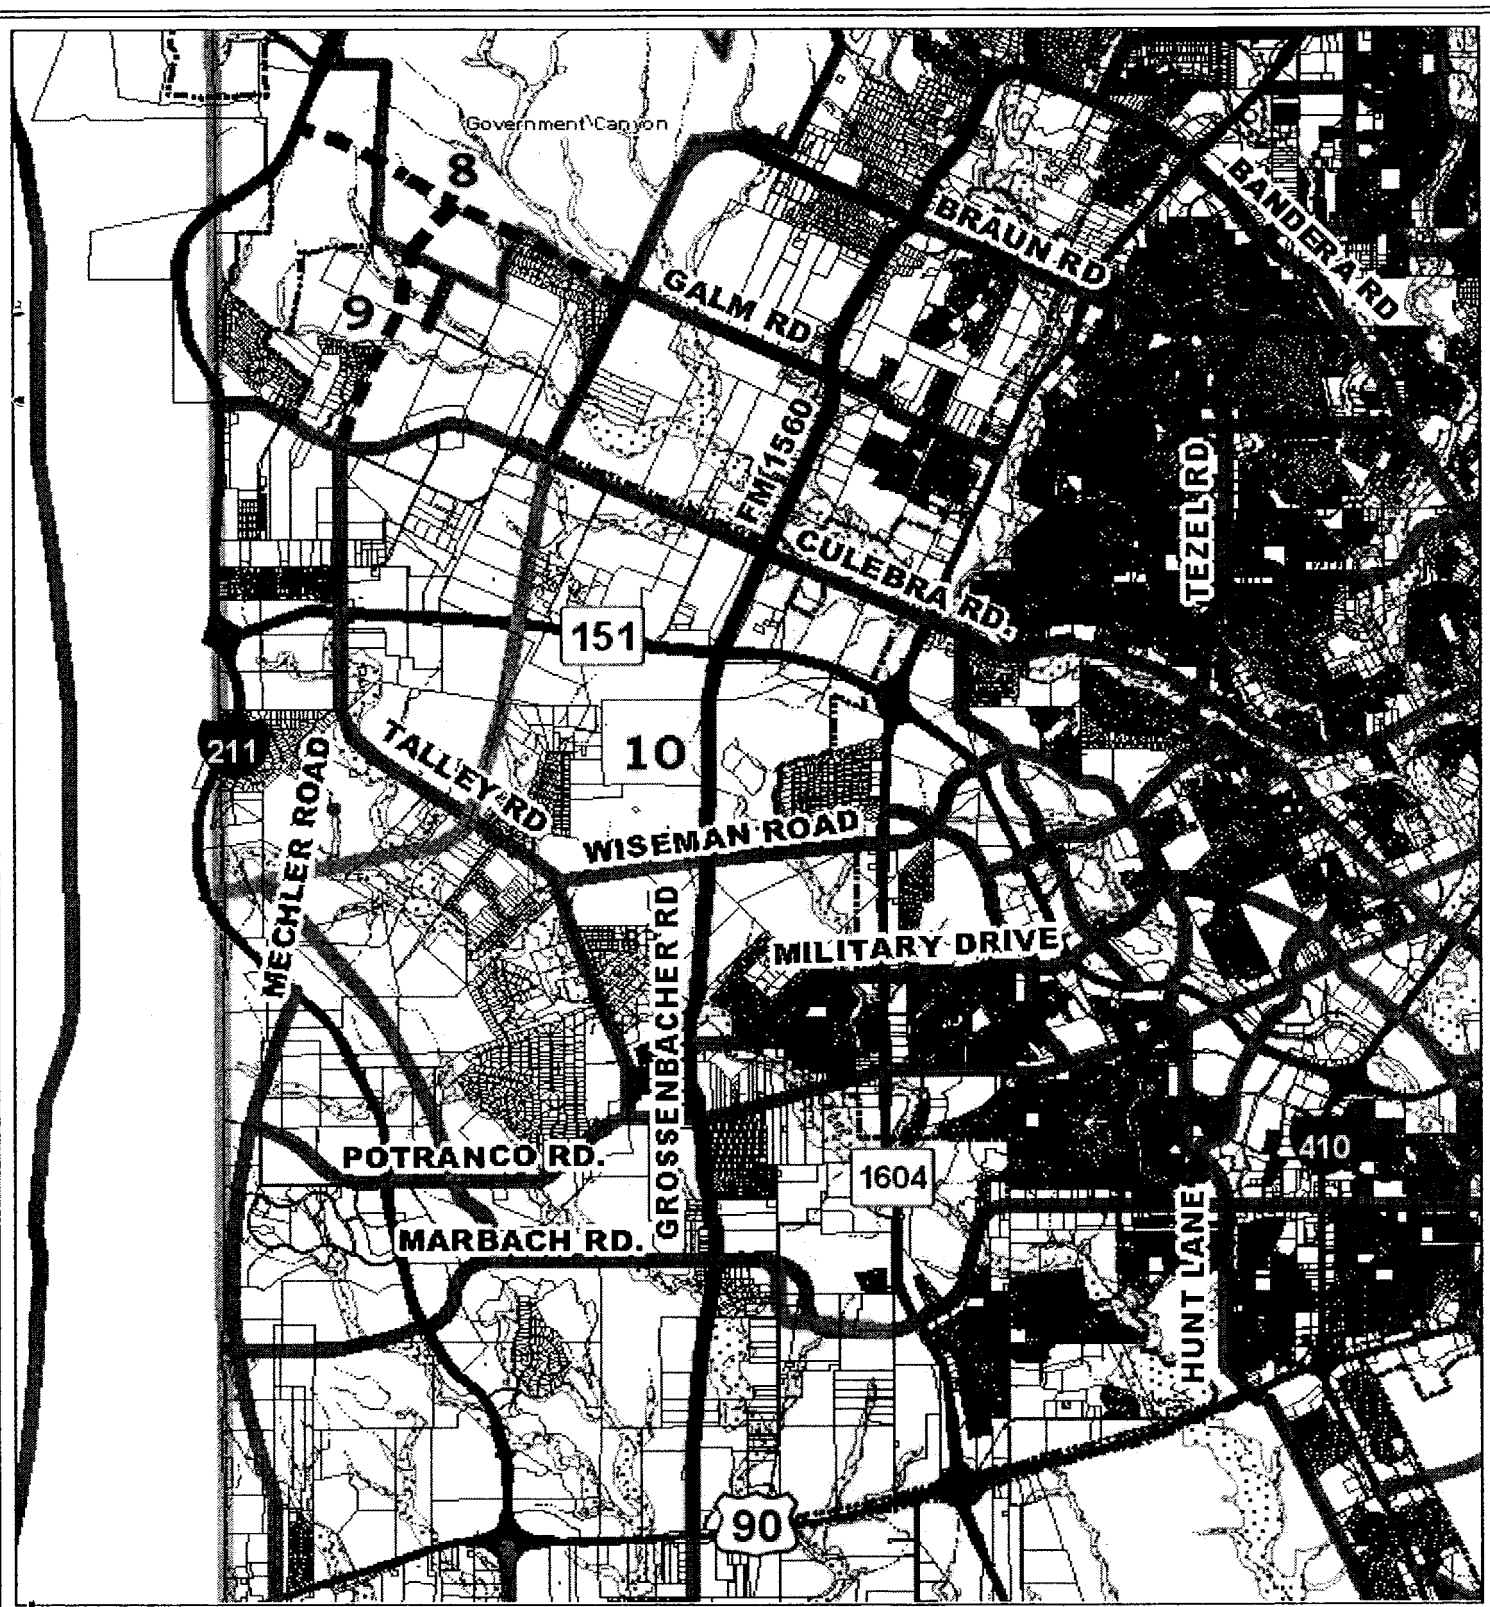 Government Canyon
8
BANDERA RD
BRAUN RD
GALM RD
9
FM 1560
TEZEL RD
CULEBRA RD.
151
211
TALLEY RD
10
MECHLER ROAD
WISEMAN ROAD
GROSSENBACHER RD
MILITARY DRIVE
POTRANCO RD.
410
1604
MARBACH RD.
HUNT LANE
90